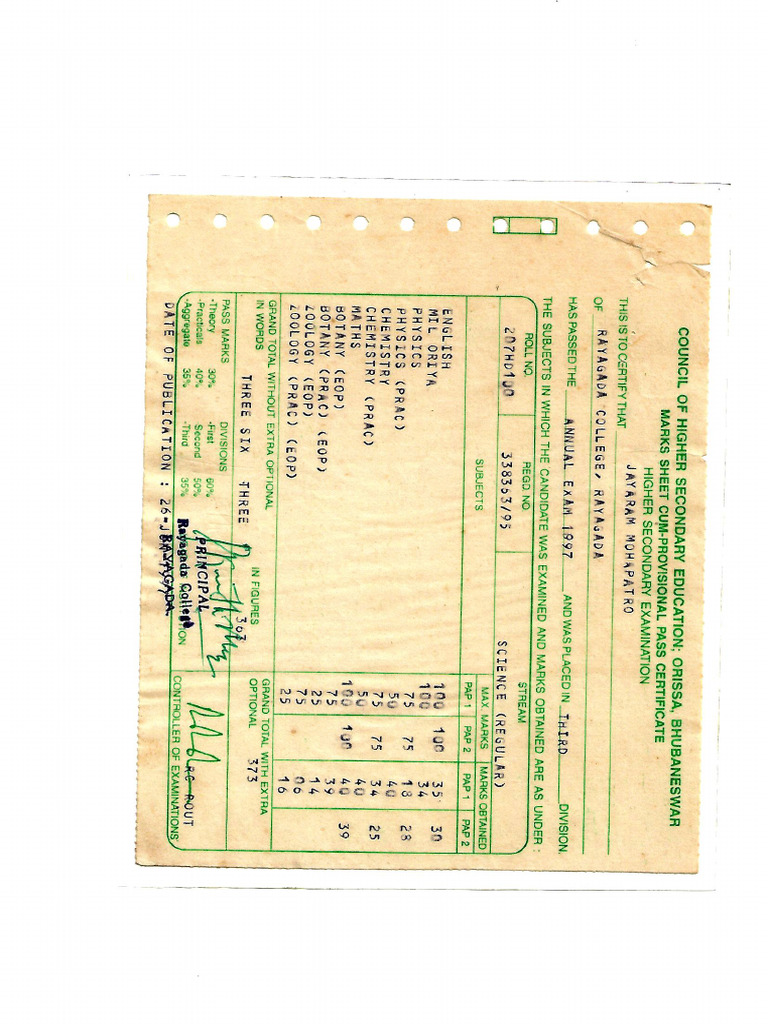 COUNCIL OF HIGHER SECONDARY EDUCATION; ORISSA, BHUBANESWAR
MARKS SHEET CUM-PROVISIONAL PASS CERTIFICATE
HIGHER SECONDARY EXAMINATION
THIS IS TO CERTIFY THAT JAYARAM MOHAPATRO
OF RAYAGADA COLLEGE, RAYAGADA
HAS PASSED THE ANNUAL EXAM 1997 AND WAS PLACED IN THIRD DIVISION.
THE SUBJECTS IN WHICH THE CANDIDATE WAS EXAMINED AND MARKS OBTAINED ARE AS UNDER :
ROLL NO. REGD. NO STREAM
207HD100 338363/95 SCIENCE (REGULAR)
SUBJECTS MAX. MARKS MARKS OBTAINED
PAP 1 PAP 2 PAP 1 PAP 2
ENGLISH 100 100 35 30
MIL ORIYA 100 34
PHYSICS 75 75 18 28
PHYSICS (PRAC) 50 40
CHEMISTRY 75 75 34 25
CHEMISTRY (PRAC) 50 40
MATHS 100 100 40 39
BOTANY (EOP) 75 39
BOTANY (PRAC) (EOP) 25 14
ZOOLOGY (EOP) 75 06
ZOOLOGY (PRAC) (EOP) 25 16
GRAND TOTAL WITHOUT EXTRA OPTIONAL IN FIGURES GRAND TOTAL WITH EXTRA
IN WORDS THREE SIX THREE 363 OPTIONAL 373
PASS MARKS DIVISIONS
-Theory 30% -First 60%
-Practicals 40% -Second 50%
-Aggregate 35% -Third 35%
PRINCIPAL
Rayagada College
RAYAGADA
RC ROUT
CONTROLLER OF EXAMINATIONS
DATE OF PUBLICATION : 26-J